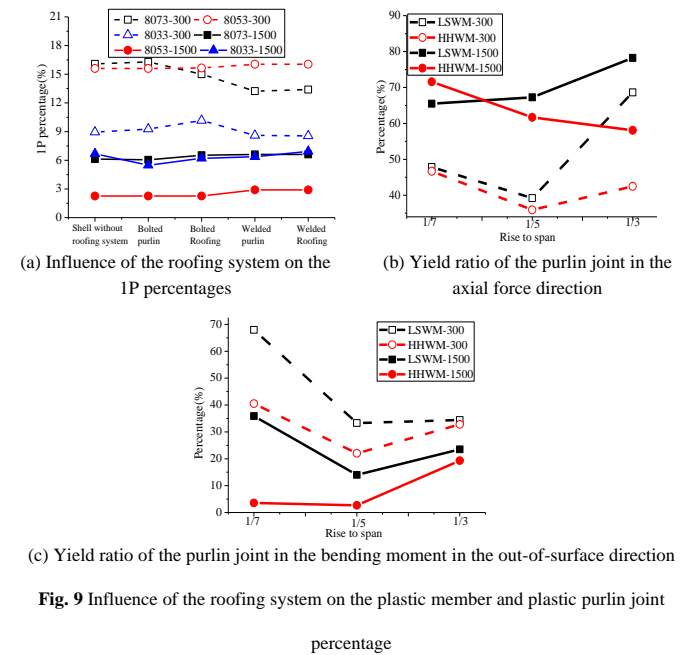 21
18
15
12
9
6
3
0
1P percentage(%)
8073-300
8053-300
8033-300
8073-1500
8053-1500
8033-1500
Shell without
roofing system
Bolted
purlin
Bolted
Roofing
Welded
purlin
Welded
Roofing
(a) Influence of the roofing system on the
1P percentages
90
80
70
60
50
40
Percentage(%)
LSWM-300
HHWM-300
LSWM-1500
HHWM-1500
1/7
1/5
1/3
Rise to span
(b) Yield ratio of the purlin joint in the
axial force direction
70
60
50
40
30
20
10
0
Percentage(%)
LSWM-300
HHWM-300
LSWM-1500
HHWM-1500
1/7
1/5
1/3
Rise to span
(c) Yield ratio of the purlin joint in the bending moment in the out-of-surface direction
Fig. 9 Influence of the roofing system on the plastic member and plastic purlin joint
percentage